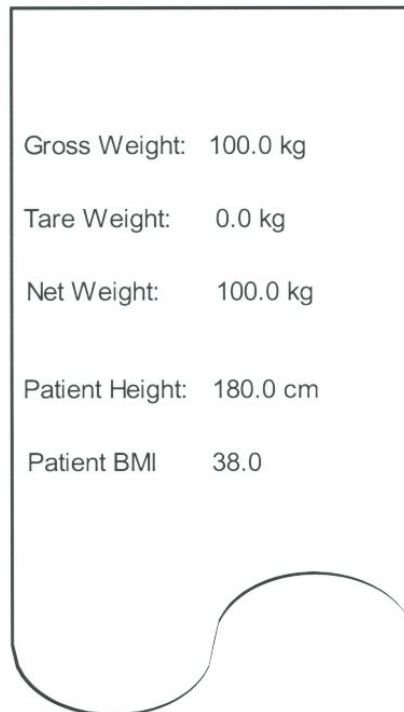 Gross Weight: 100.0 kg
Tare Weight: 0.0 kg
Net Weight: 100.0 kg
Patient Height: 180.0 cm
Patient BMI 38.0